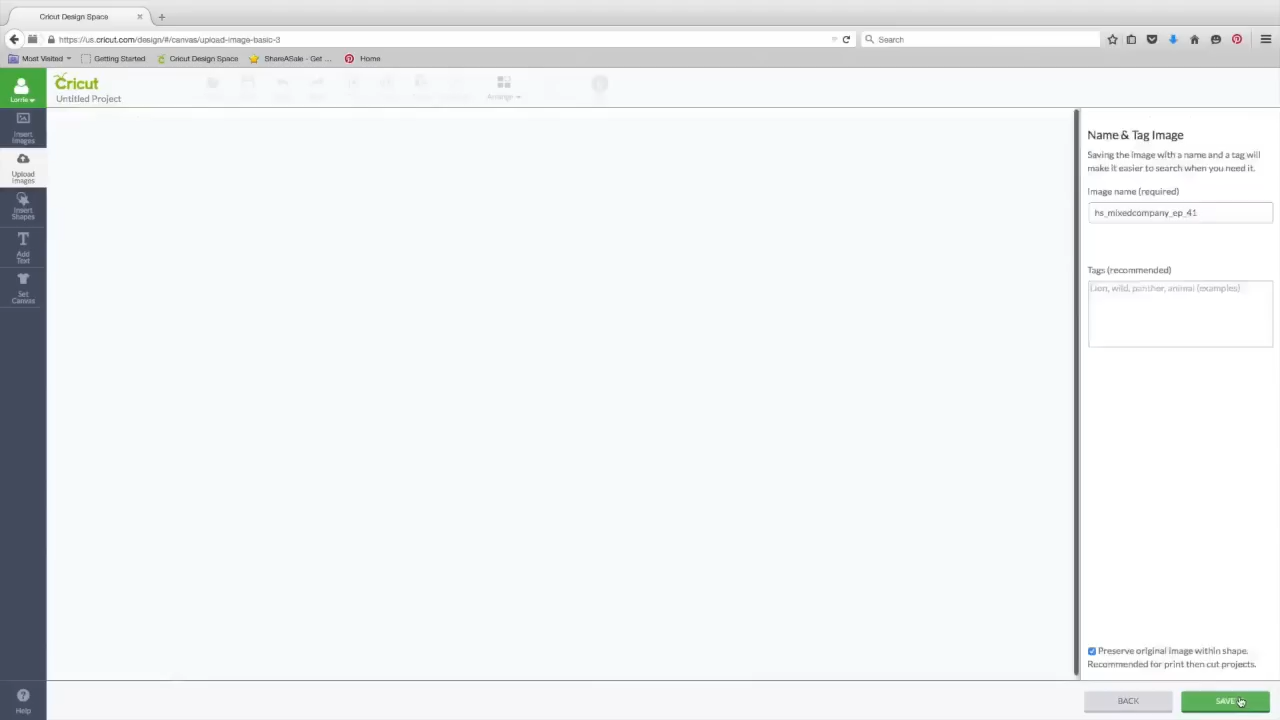 Cricut Design Space
https://us.cricut.com/design/#/canvas/upload-image-basic-3
Search
Most Visited
Getting Started
Cricut Design Space
ShareASale - Get ...
Home
Lorrie
Cricut
Untitled Project
Arrange
Insert
Images
Upload
Images
Insert
Shapes
Add
Text
Set
Canvas
Help
Name & Tag Image
Saving the image with a name and a tag will
make it easier to search when you need it.
Image name (required)
hs_mixedcompany_ep_41
Tags (recommended)
Lion, wild, panther, animal (examples)
Preserve original image within shape.
Recommended for print then cut projects.
BACK
SAVE